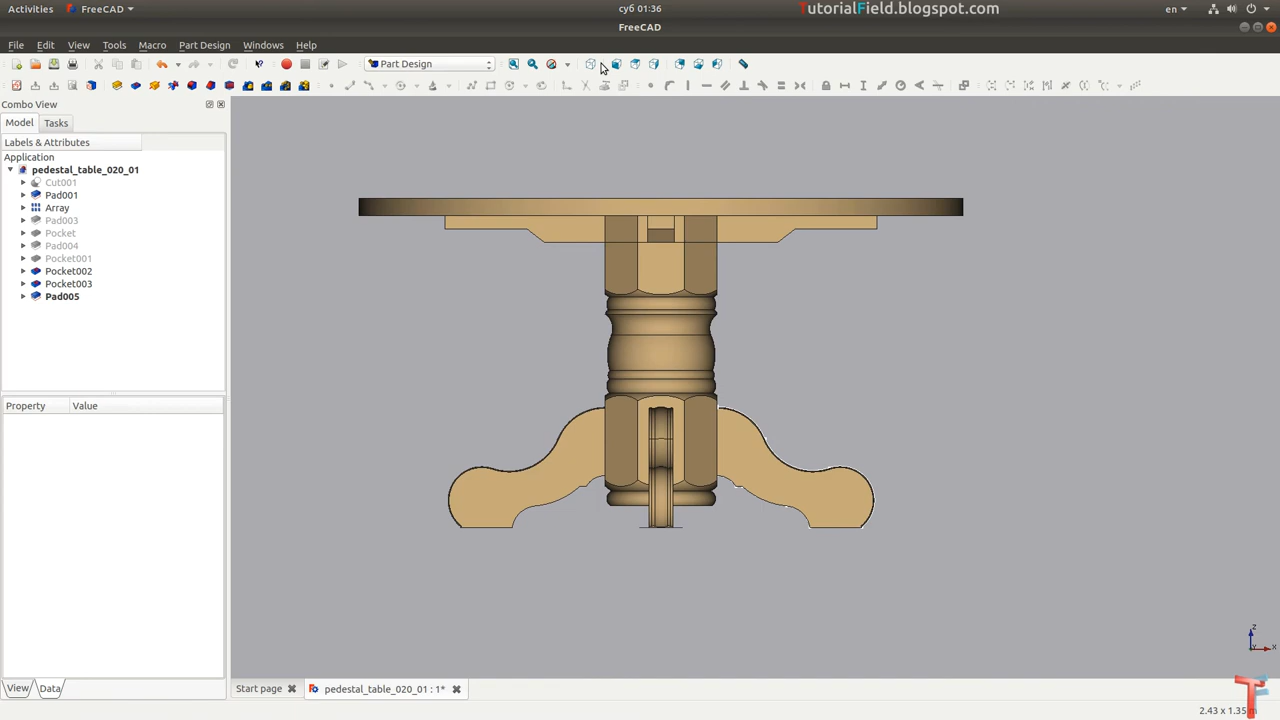 Activities
FreeCAD
суб 01:36
TutorialField.blogspot.com
en
FreeCAD
File
Edit
View
Tools
Macro
Part Design
Windows
Help
Part Design
Combo View
Model
Tasks
Labels & Attributes
Application
pedestal_table_020_01
Cut001
Pad001
Array
Pad003
Pocket
Pad004
Pocket001
Pocket002
Pocket003
Pad005
Property
Value
View
Data
Start page
pedestal_table_020_01 : 1*
z
x
2.43 x 1.35 m